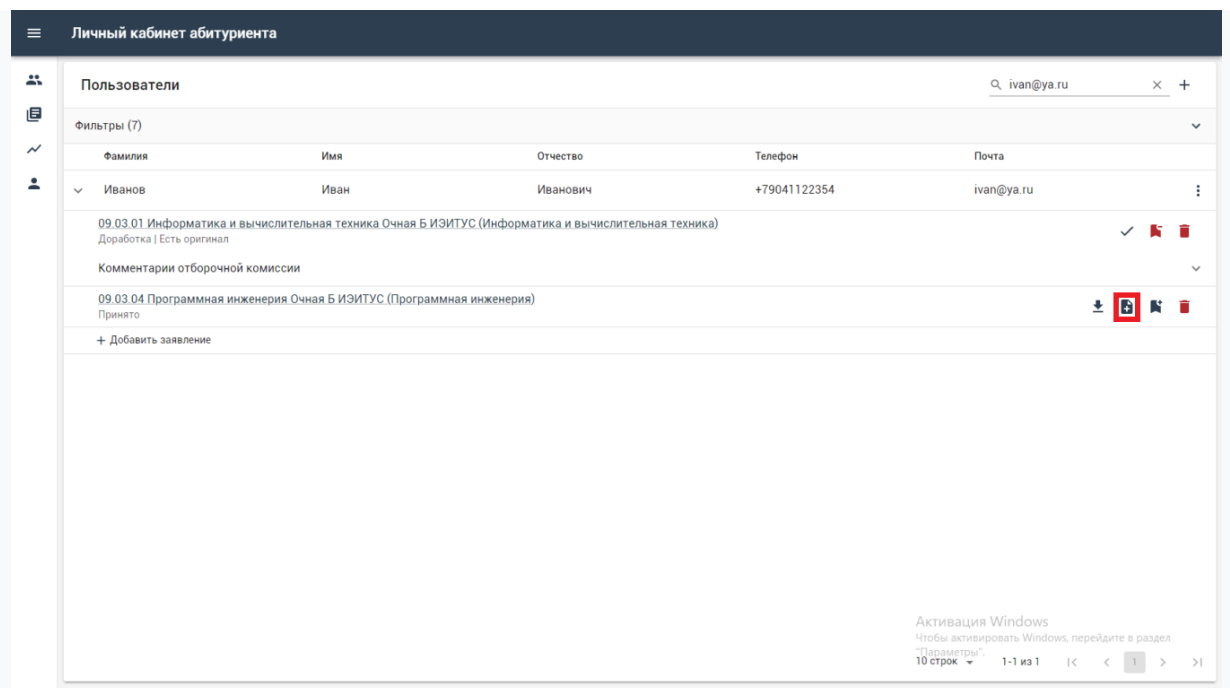 Личный кабинет абитуриента
Пользователи
ivan@ya.ru
Фильтры (7)
Фамилия Имя Отчество Телефон Почта
Иванов Иван Иванович +79041122354 ivan@ya.ru
09.03.01 Информатика и вычислительная техника Очная Б ИЭИТУС (Информатика и вычислительная техника)
Доработка | Есть оригинал
Комментарии отборочной комиссии
09.03.04 Программная инженерия Очная Б ИЭИТУС (Программная инженерия)
Принято
+ Добавить заявление
Активация Windows
Чтобы активировать Windows, перейдите в раздел
"Параметры".
10 строк 1-1 из 1 1